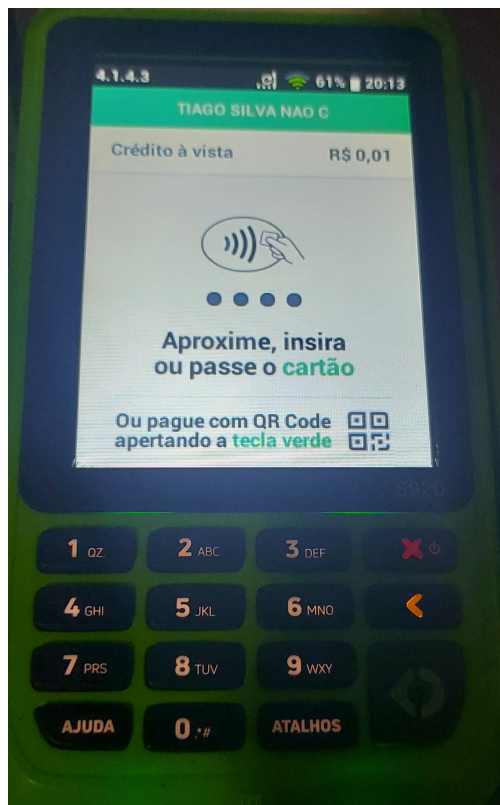 4.1.4.3 61% 20:13
TIAGO SILVA NAO C
Crédito à vista R$ 0,01
Aproxime, insira
ou passe o cartão
Ou pague com QR Code
apertando a tecla verde
S920
1 QZ 2 ABC 3 DEF
4 GHI 5 JKL 6 MNO
7 PRS 8 TUV 9 WXY
AJUDA 0 .*# ATALHOS